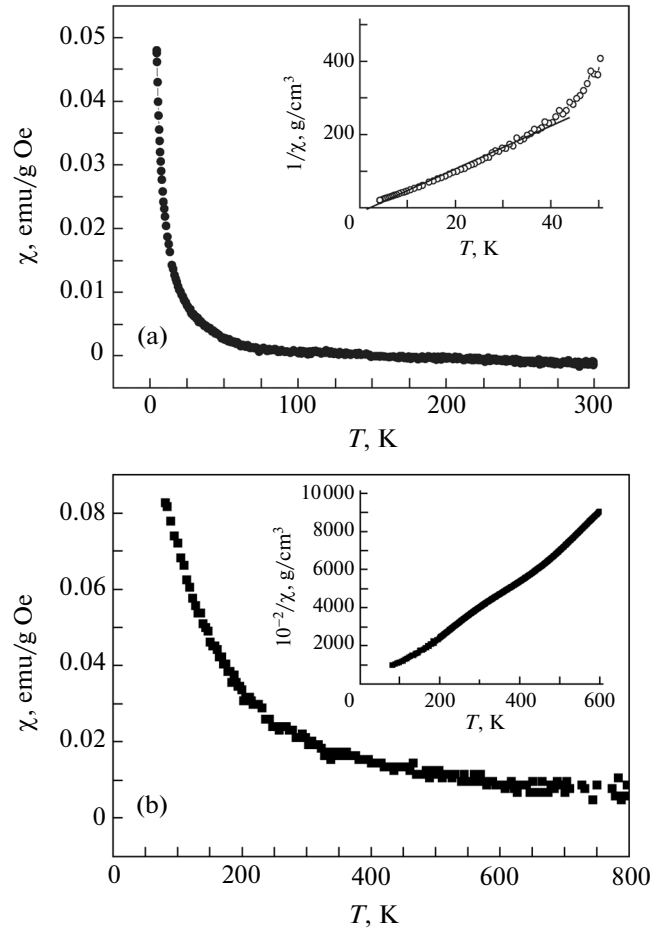 0.05
0.04
0.03
0.02
0.01
0
χ, emu/g Oe
(a)
0 100 200 300
T, K
400
200
0
1/χ, g/cm³
20 40
T, K
0.08
0.06
0.04
0.02
0
χ, emu/g Oe
(b)
0 200 400 600 800
T, K
10 000
8000
6000
4000
2000
10⁻²/χ, g/cm³
0 200 400 600
T, K